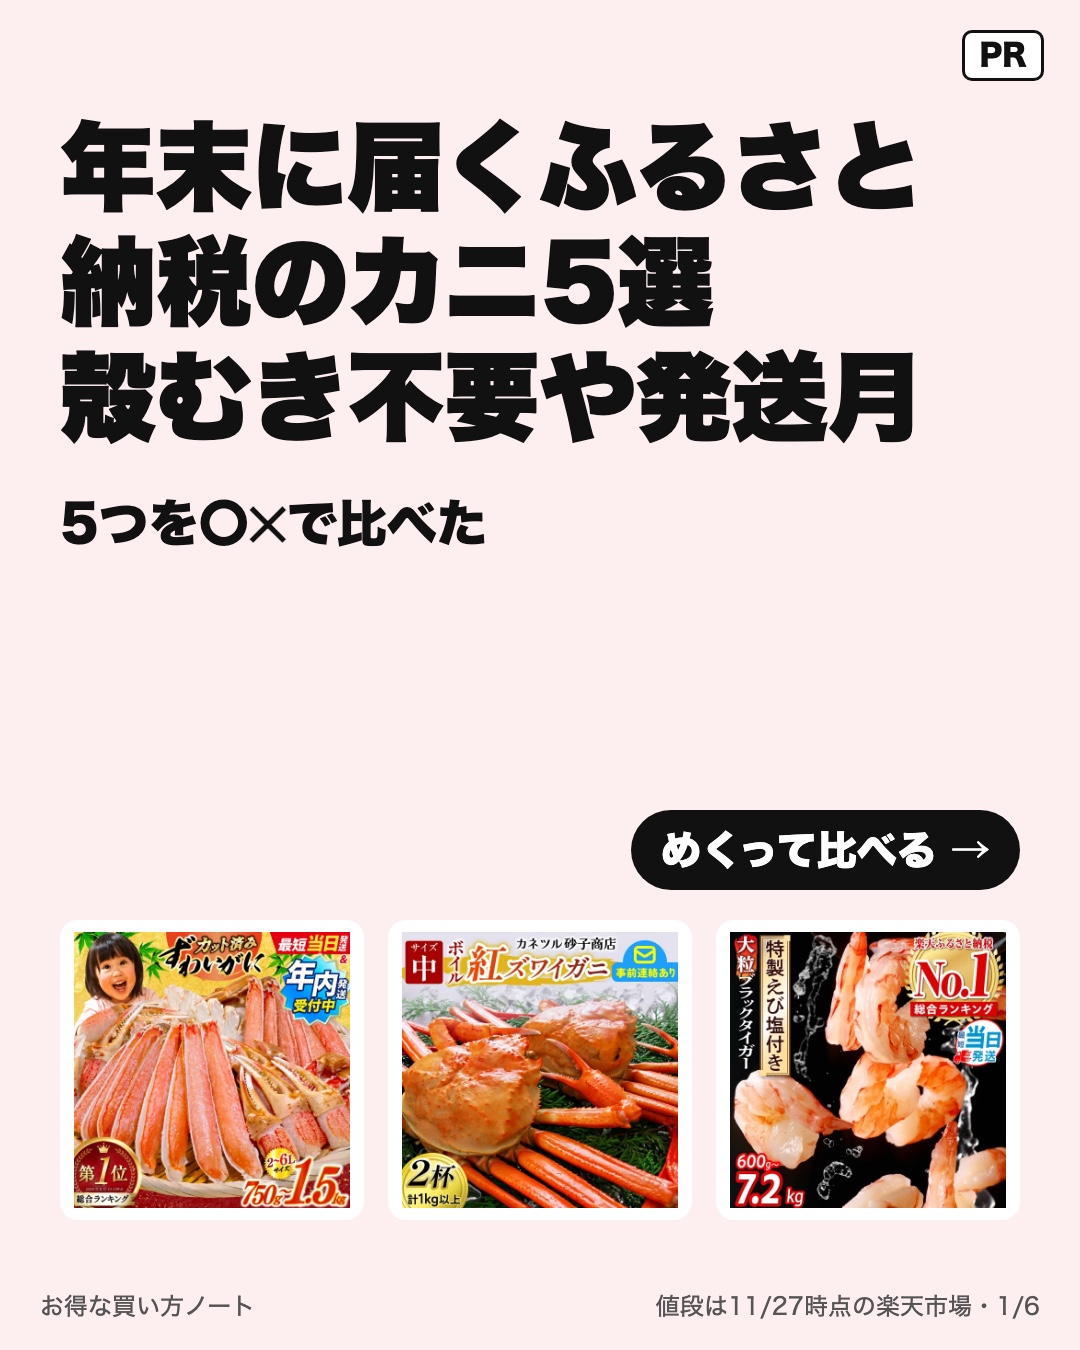 PR
年末に届くふるさと
納税のカニ5選
殻むき不要や発送月
5つを〇×で比べた
めくって比べる →
カット済み
ずわいがに
最短当日発送
&
年内発送
受付中
第1位
総合ランキング
2~6L
サイズ
750g~1.5kg
サイズ
中
ボイル
紅ズワイガニ
カネツル砂子商店
事前連絡あり
2杯
計1kg以上
大粒ブラックタイガー
特製えび塩付き
楽天ふるさと納税
No.1
総合ランキング
最短当日
発送
600g~
7.2kg
お得な買い方ノート
値段は11/27時点の楽天市場・1/6